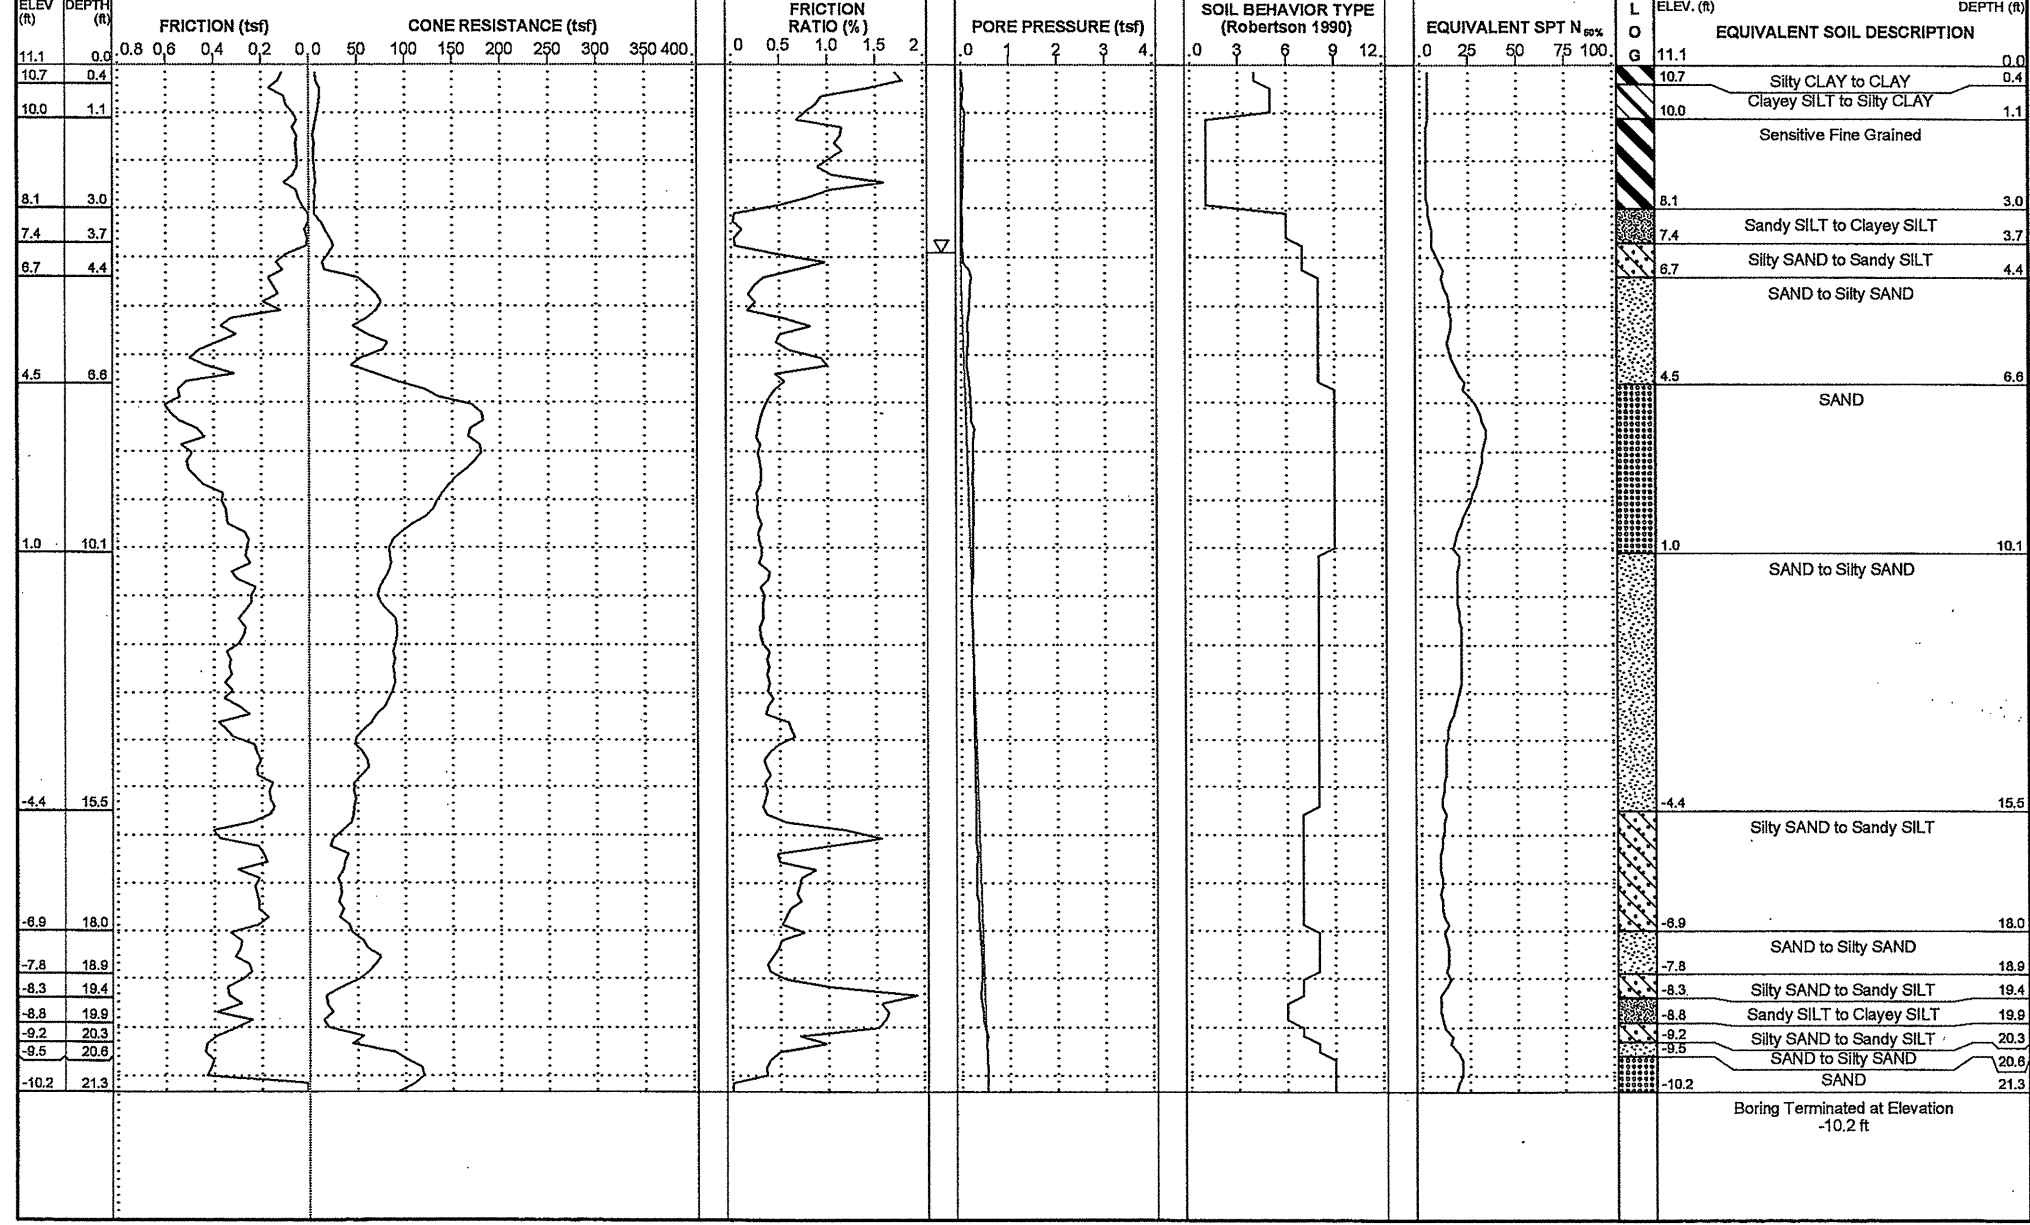 ELEV DEPTH
(ft) (ft)
FRICTION (tsf) CONE RESISTANCE (tsf)
0.8 0,6 0,4 0,2 0,0 50 100 150 200 250 300 350 400
FRICTION
RATIO (%)
0 0.5 1.0 1.5 2
PORE PRESSURE (tsf)
0 1 2 3 4
SOIL BEHAVIOR TYPE
(Robertson 1990)
0 3 6 9 12
EQUIVALENT SPT N 60%
0 25 50 75 100
L
O
G
ELEV. (ft) DEPTH (ft)
EQUIVALENT SOIL DESCRIPTION
11.1 0.0
10.7 0.4
10.0 1.1
8.1 3.0
7.4 3.7
6.7 4.4
4.5 6.6
1.0 10.1
-4.4 15.5
-6.9 18.0
-7.8 18.9
-8.3 19.4
-8.8 19.9
-9.2 20.3
-9.5 20.6
-10.2 21.3
11.1 0.0
10.7 Silty CLAY to CLAY 0.4
Clayey SILT to Silty CLAY
10.0 1.1
Sensitive Fine Grained
8.1 3.0
Sandy SILT to Clayey SILT
7.4 3.7
Silty SAND to Sandy SILT
6.7 4.4
SAND to Silty SAND
4.5 6.6
SAND
1.0 10.1
SAND to Silty SAND
-4.4 15.5
Silty SAND to Sandy SILT
-6.9 18.0
SAND to Silty SAND
-7.8 18.9
-8.3 Silty SAND to Sandy SILT 19.4
-8.8 Sandy SILT to Clayey SILT 19.9
-9.2 Silty SAND to Sandy SILT 20.3
-9.5 SAND to Silty SAND 20.6
-10.2 SAND 21.3
Boring Terminated at Elevation
-10.2 ft